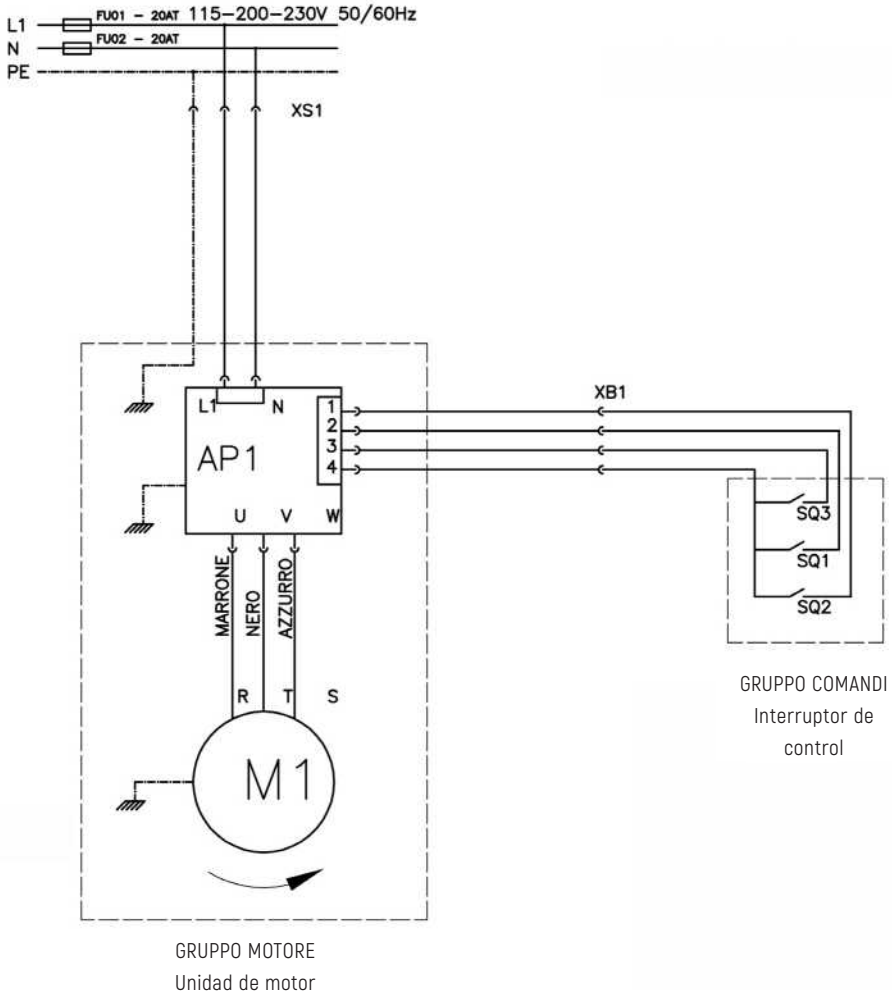 L1 FU01 - 20AT 115-200-230V 50/60Hz
N FU02 - 20AT
PE
XS1
XB1
L1 N 1
2
3
4
AP1
U V W
SQ3
SQ1
SQ2
MARRONE NERO AZZURRO
R T S
M1
GRUPPO COMANDI
Interruptor de
control
GRUPPO MOTORE
Unidad de motor